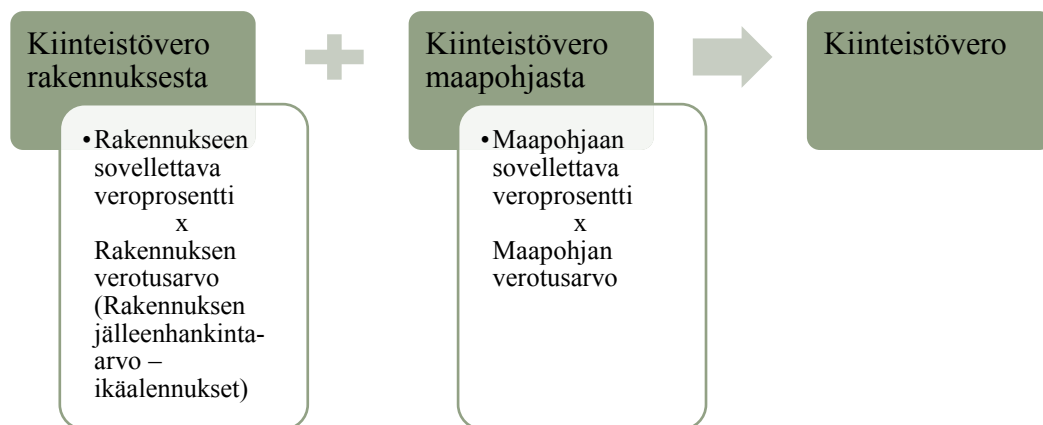 Kiinteistövero
rakennuksesta
•Rakennukseen
sovellettava
veroprosentti
x
Rakennuksen
verotusarvo
(Rakennuksen
jälleenhankinta-
arvo –
ikäalennukset)
Kiinteistövero
maapohjasta
•Maapohjaan
sovellettava
veroprosentti
x
Maapohjan
verotusarvo
Kiinteistövero